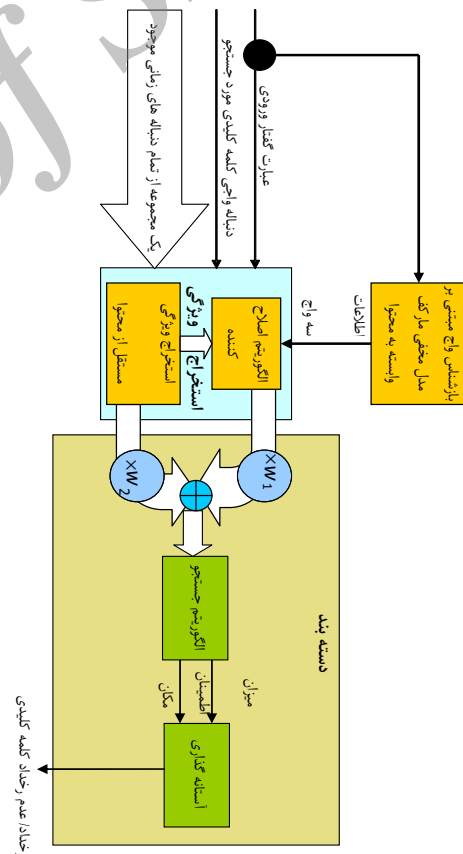 of S
عبارت گفتار ورودی
دنباله واجی کلمه کلیدی مورد جستجو
یک مجموعه از تمام دنباله های زمانی موجود
بازشناس واج مبتنی بر
مدل مخفی مارکف
وابسته به محتوا
اطلاعات
سه واج
الگوریتم اصلاح
کننده
استخراج ویژگی
استخراج ویژگی
مستقل از محتوا
×W1
×W2
دسته بند
الگوریتم جستجو
میزان
اطمینان
مکان
آستانه گذاری
رخداد/ عدم رخداد کلمه کلیدی